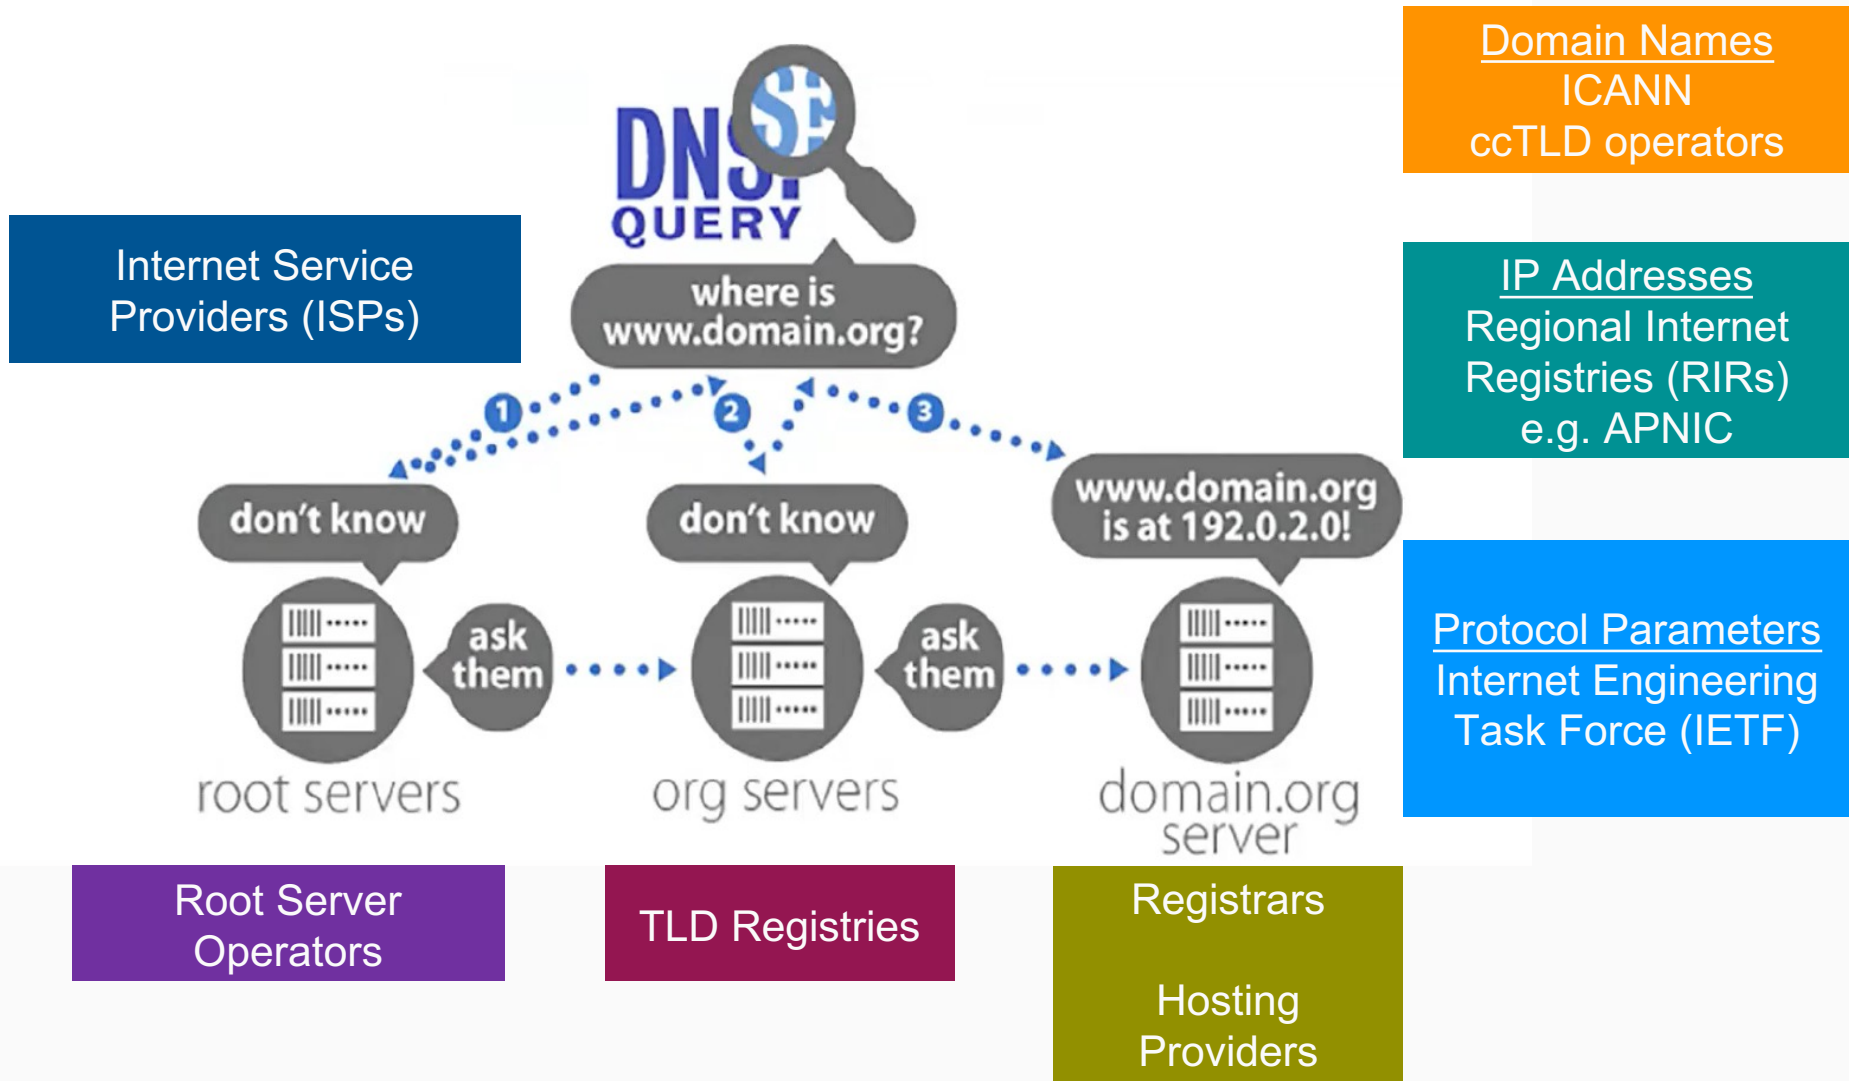 Domain Names
ICANN
ccTLD operators
DNS
QUERY
Internet Service
Providers (ISPs)
where is
www.domain.org?
IP Addresses
Regional Internet
Registries (RIRs)
e.g. APNIC
1
2
3
don't know
don't know
www.domain.org
is at 192.0.2.0!
ask
them
ask
them
Protocol Parameters
Internet Engineering
Task Force (IETF)
root servers
org servers
domain.org
server
Root Server
Operators
TLD Registries
Registrars
Hosting
Providers